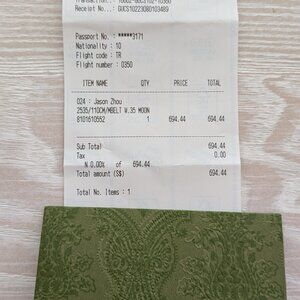 Receipt No..: GUCS10223080103489
Passport No. : *****3171
Nationality : 10
Flight code : TR
Flight number : 0350
ITEM NAME QTY PRICE TOTAL
024 : Jason Zhou
2535/110CM/MBELT W.35 MOON
8101610552 1 694.44 694.44
Sub Total 694.44
Tax 0.00
N 0.00% of 694.44
Total amount (S$) 694.44
Total No. Items : 1